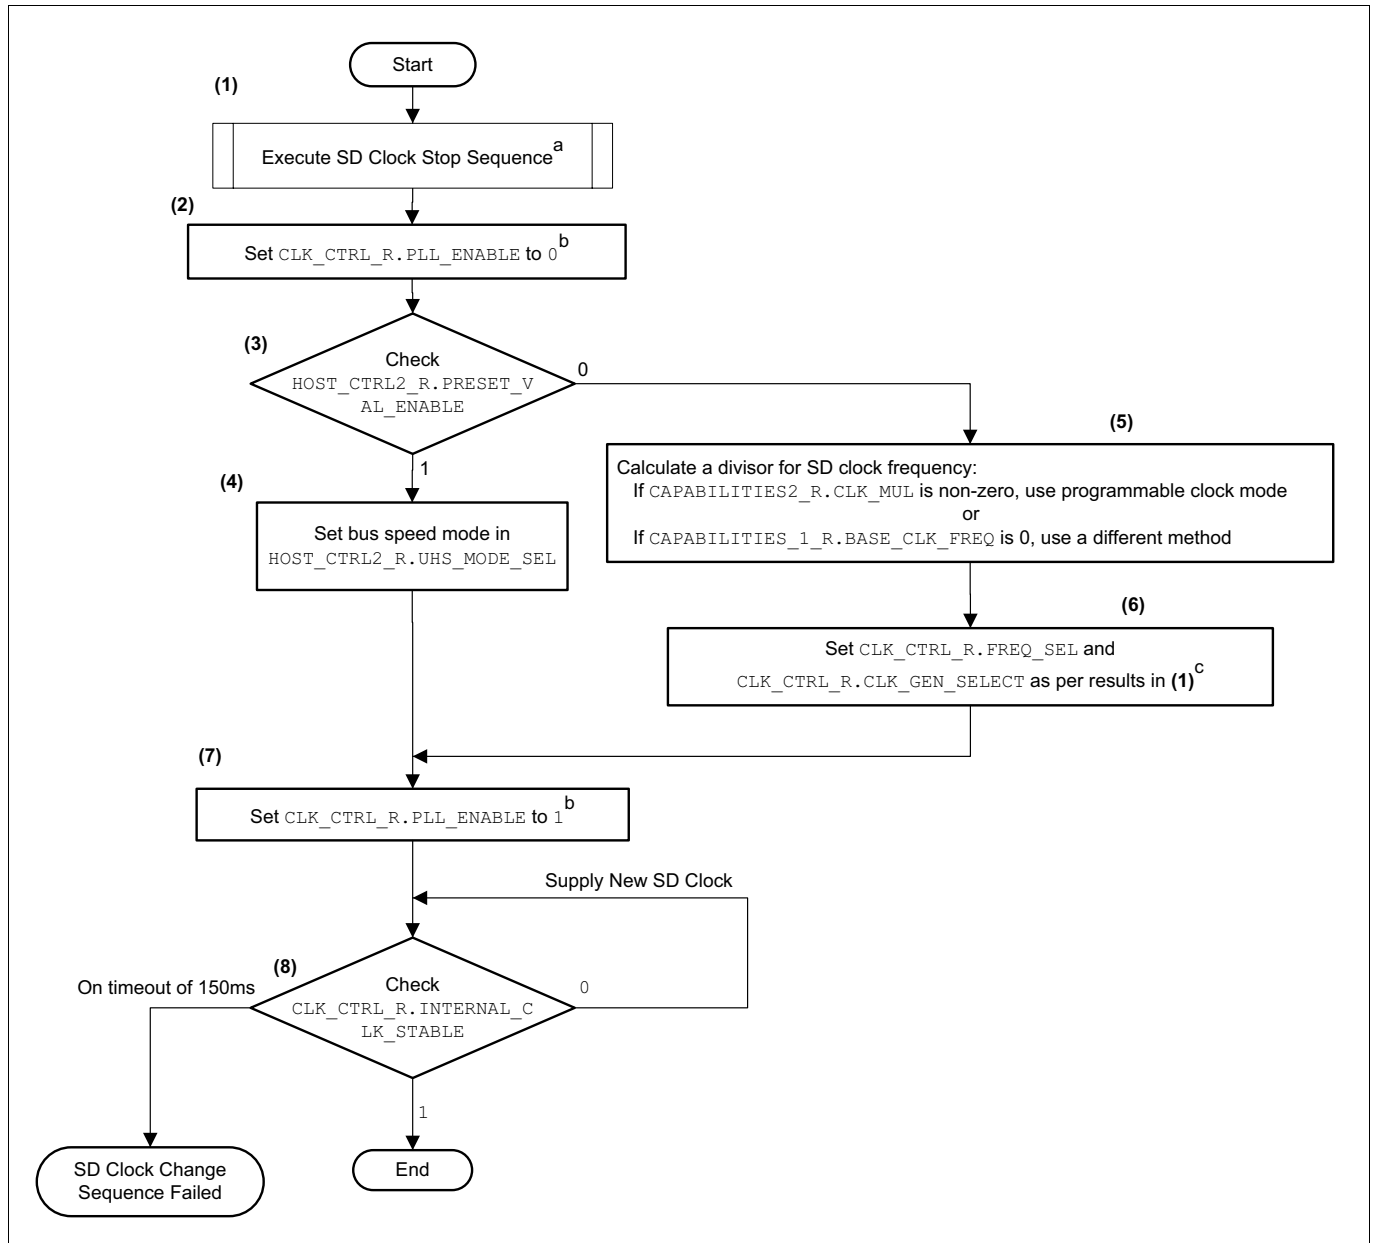 Start
(1)
Execute SD Clock Stop Sequence a
(2)
Set CLK_CTRL_R.PLL_ENABLE to 0 b
(3)
Check
HOST_CTRL2_R.PRESET_V
AL_ENABLE
0
1
(4)
Set bus speed mode in
HOST_CTRL2_R.UHS_MODE_SEL
(5)
Calculate a divisor for SD clock frequency:
If CAPABILITIES2_R.CLK_MUL is non-zero, use programmable clock mode
or
If CAPABILITIES_1_R.BASE_CLK_FREQ is 0, use a different method
(6)
Set CLK_CTRL_R.FREQ_SEL and
CLK_CTRL_R.CLK_GEN_SELECT as per results in (1) c
(7)
Set CLK_CTRL_R.PLL_ENABLE to 1 b
Supply New SD Clock
(8)
On timeout of 150ms
Check
CLK_CTRL_R.INTERNAL_C
LK_STABLE
0
1
SD Clock Change
Sequence Failed
End